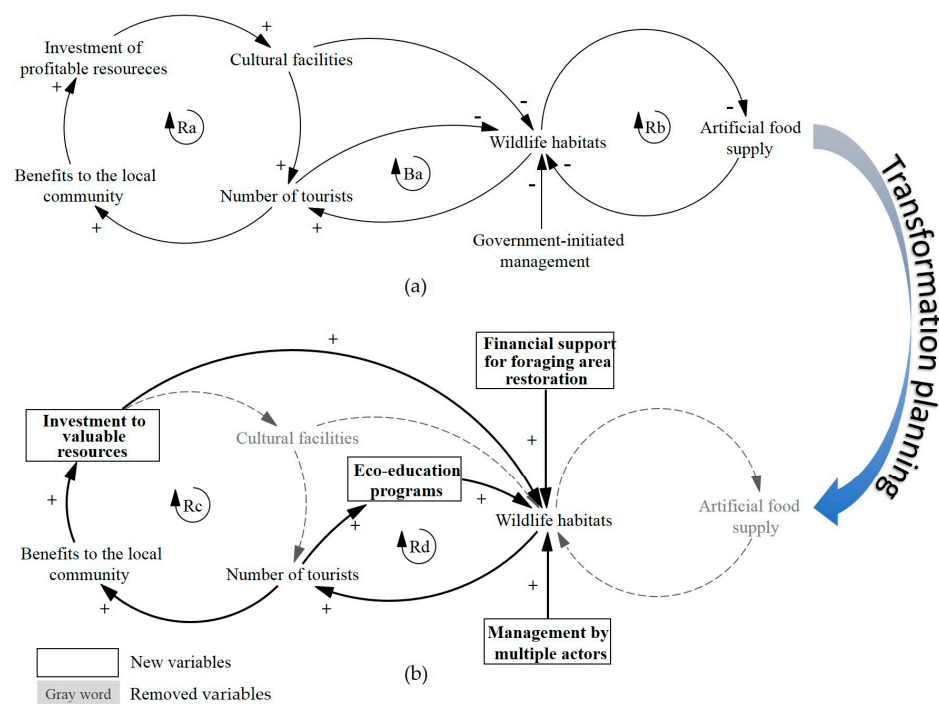 +
Investment of
profitable resoureces
+
Cultural facilities
+
Ra
-
-
Rb
-
Artificial food
supply
Wildlife habitats
-
Ba
-
Benefits to the local
community
+
Number of tourists
+
+
Government-initiated
management
(a)
Transformation planning
+
Financial support
for foraging area
restoration
Investment to
valuable
resources
Cultural facilities
+
Eco-education
programs
+
+
Rc
+
Wildlife habitats
Artificial food
supply
Rd
Benefits to the local
community
Number of tourists
+
+
+
Management by
multiple actors
(b)
New variables
Gray word
Removed variables